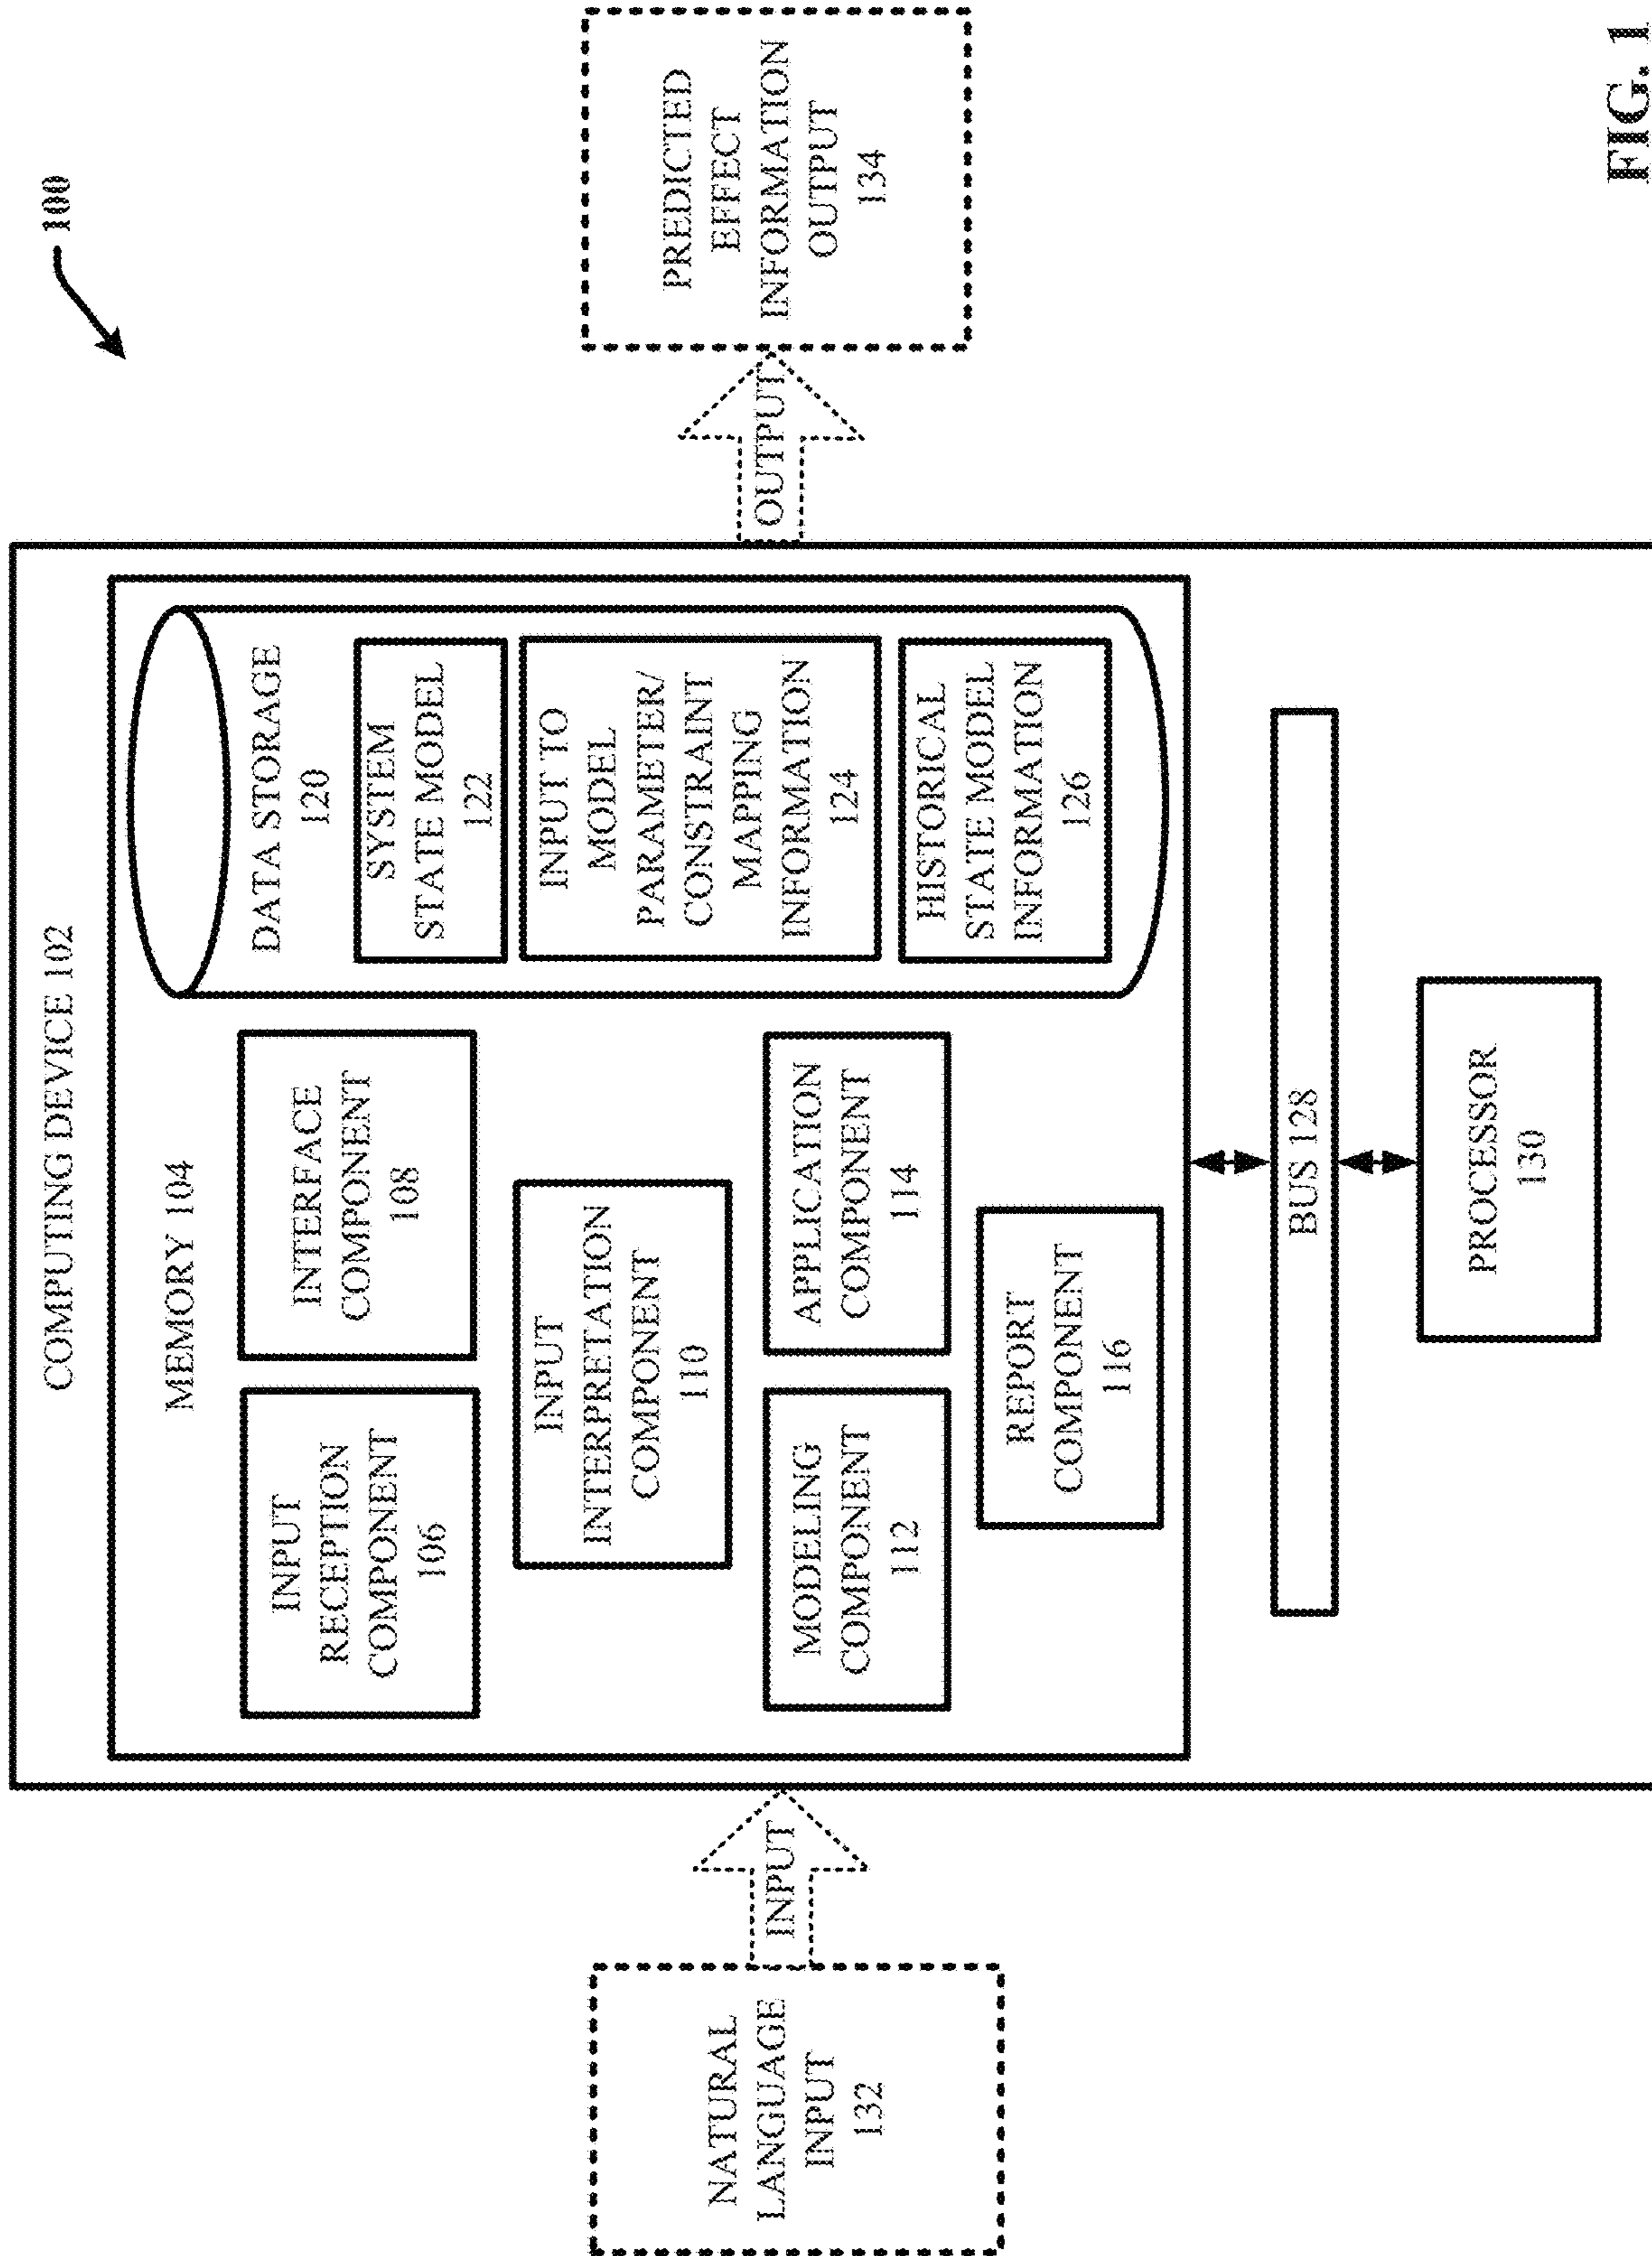 100
COMPUTING DEVICE 102
MEMORY 104
INPUT
RECEPTION
COMPONENT
106
INTERFACE
COMPONENT
108
INPUT
INTERPRETATION
COMPONENT
110
MODELING
COMPONENT
112
APPLICATION
COMPONENT
114
REPORT
COMPONENT
116
DATA STORAGE
120
SYSTEM
STATE MODEL
122
INPUT TO
MODEL
PARAMETER/
CONSTRAINT
MAPPING
INFORMATION
124
HISTORICAL
STATE MODEL
INFORMATION
126
BUS 128
PROCESSOR
130
NATURAL
LANGUAGE
INPUT
132
INPUT
OUTPUT
PREDICTED
EFFECT
INFORMATION
OUTPUT
134
FIG. 1